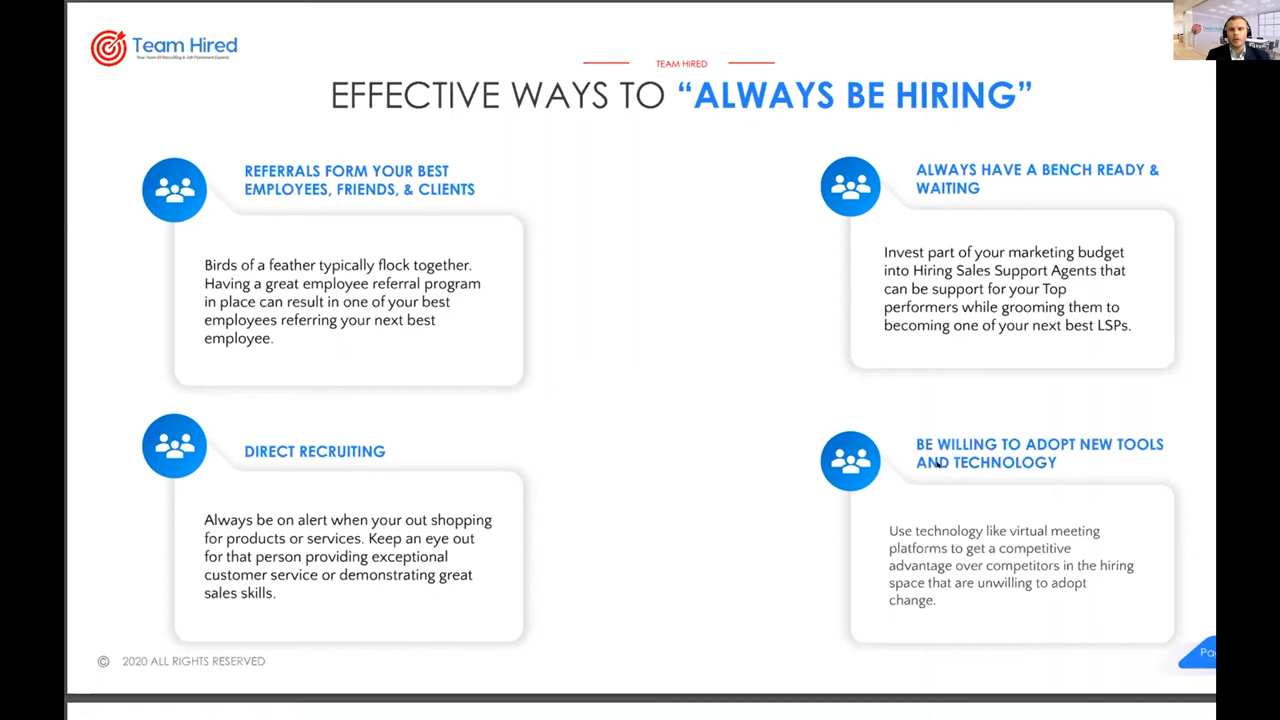 Team Hired
Your Team Of Recruiting & Job Placement Experts
TEAM HIRED
EFFECTIVE WAYS TO “ALWAYS BE HIRING”
REFERRALS FORM YOUR BEST
EMPLOYEES, FRIENDS, & CLIENTS
Birds of a feather typically flock together.
Having a great employee referral program
in place can result in one of your best
employees referring your next best
employee.
ALWAYS HAVE A BENCH READY &
WAITING
Invest part of your marketing budget
into Hiring Sales Support Agents that
can be support for your Top
performers while grooming them to
becoming one of your next best LSPs.
DIRECT RECRUITING
Always be on alert when your out shopping
for products or services. Keep an eye out
for that person providing exceptional
customer service or demonstrating great
sales skills.
BE WILLING TO ADOPT NEW TOOLS
AND TECHNOLOGY
Use technology like virtual meeting
platforms to get a competitive
advantage over competitors in the hiring
space that are unwilling to adopt
change.
© 2020 ALL RIGHTS RESERVED